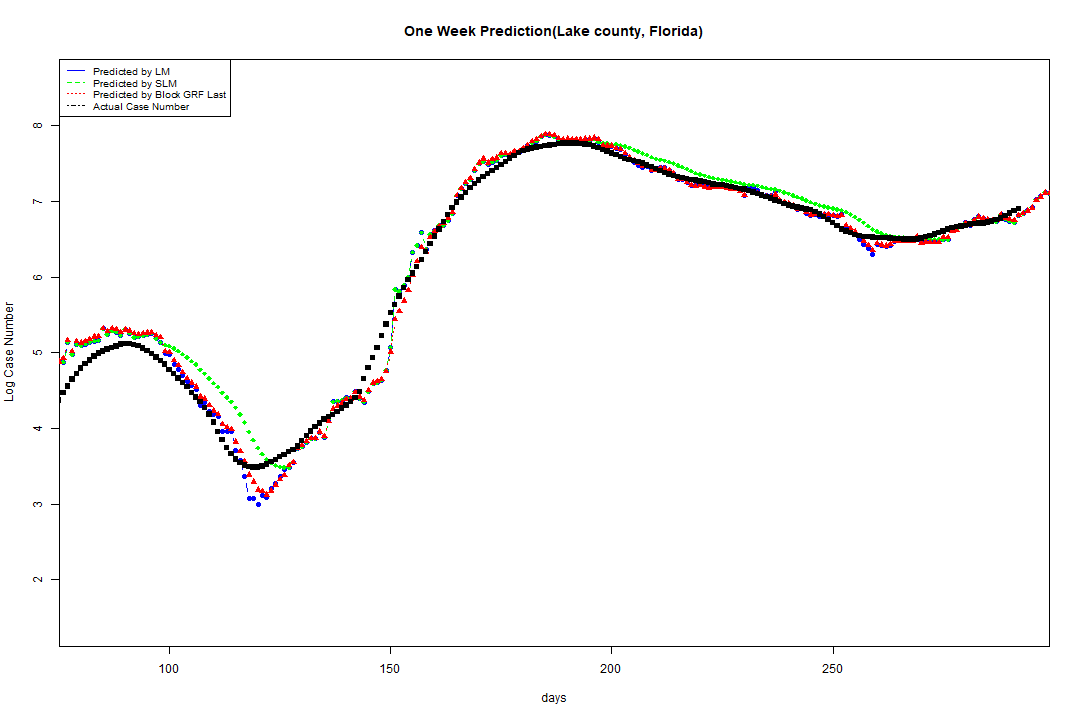 One Week Prediction(Lake county, Florida)
Predicted by LM
Predicted by SLM
Predicted by Block GRF Last
Actual Case Number
8
7
6
5
4
3
2
Log Case Number
100
150
200
250
days